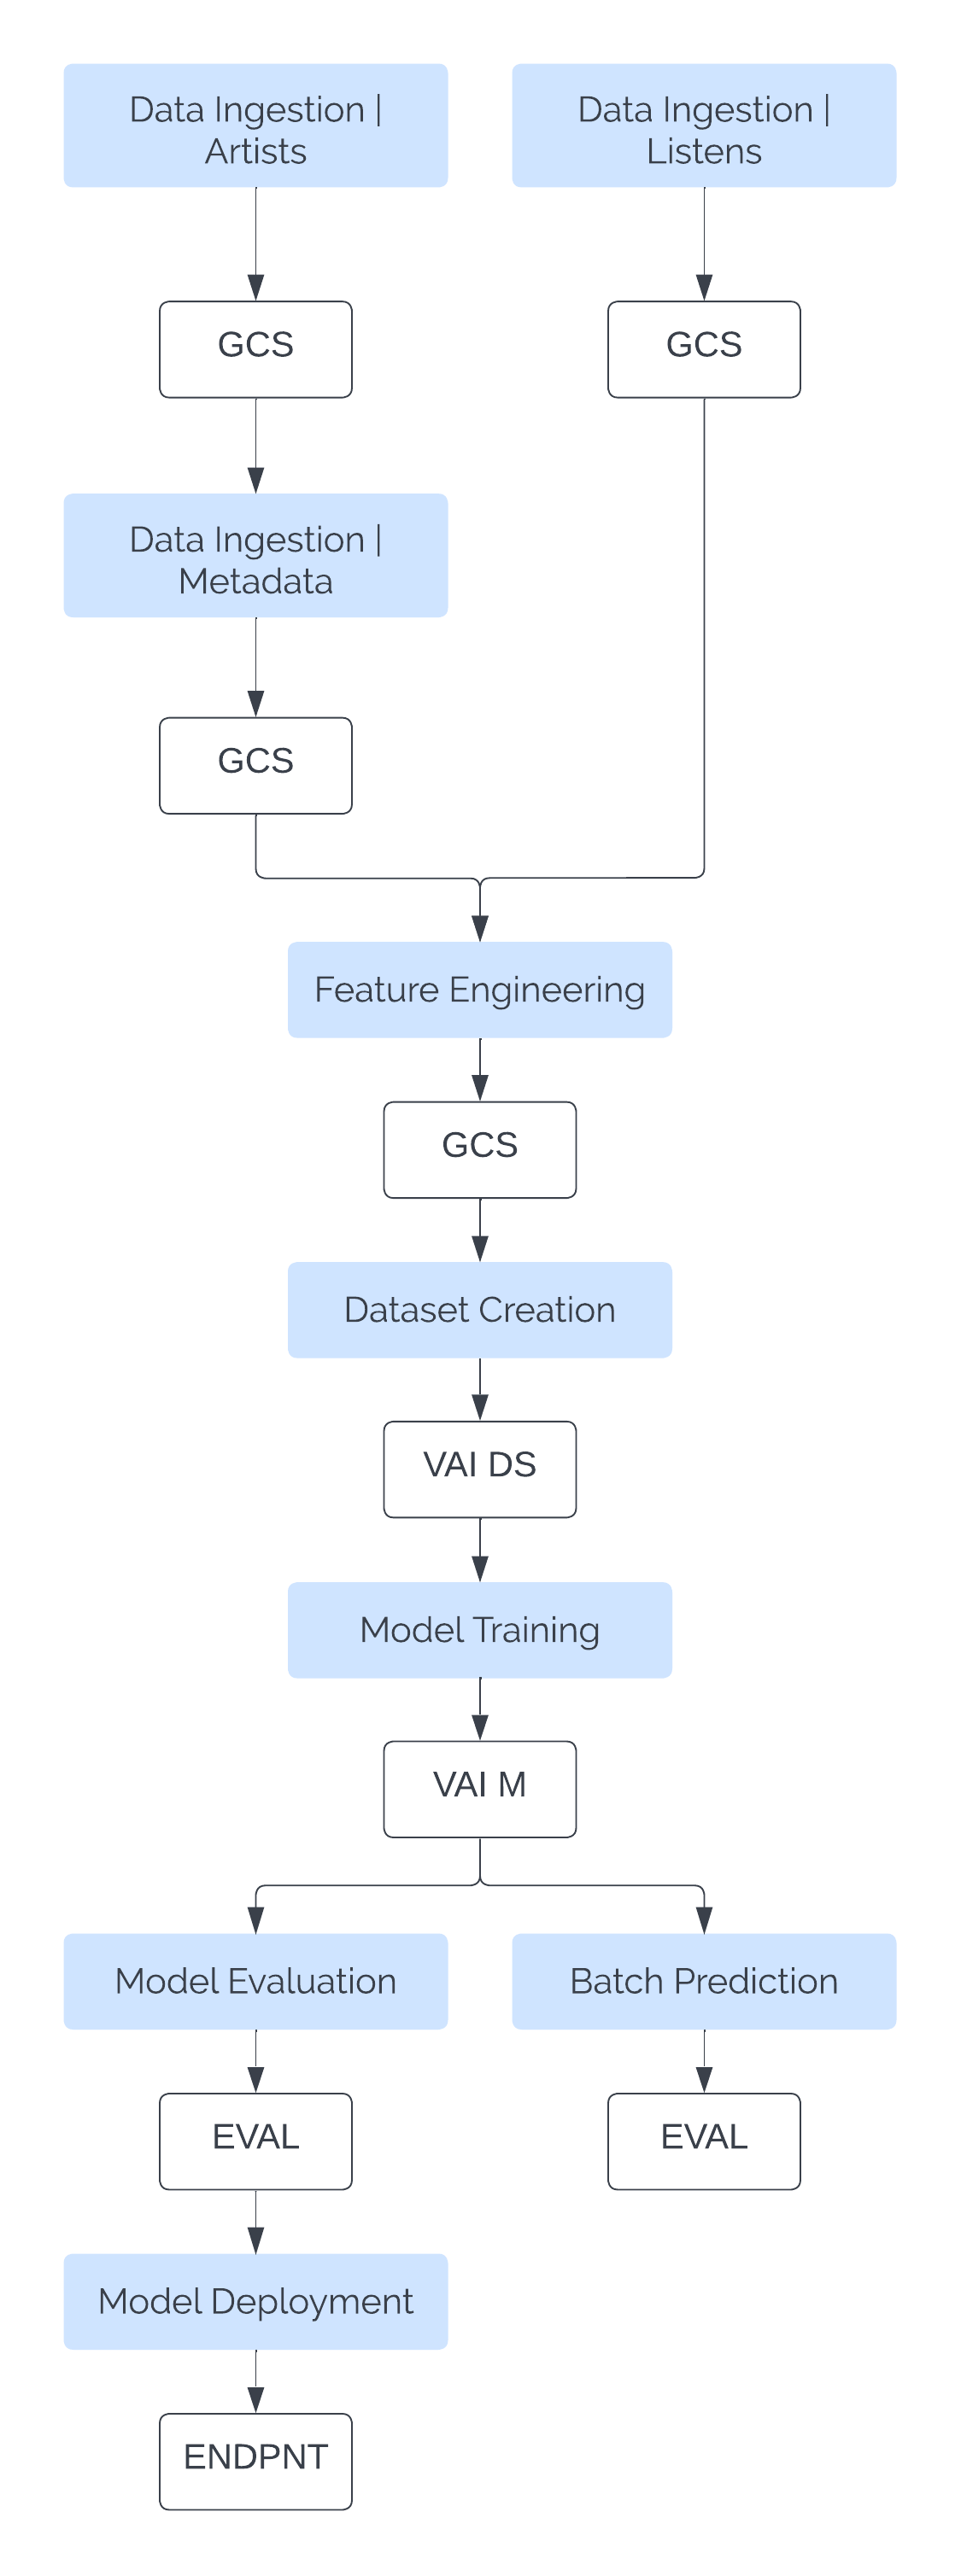 Data Ingestion |
Artists
Data Ingestion |
Listens
GCS
GCS
Data Ingestion |
Metadata
GCS
Feature Engineering
GCS
Dataset Creation
VAI DS
Model Training
VAI M
Model Evaluation
Batch Prediction
EVAL
EVAL
Model Deployment
ENDPNT